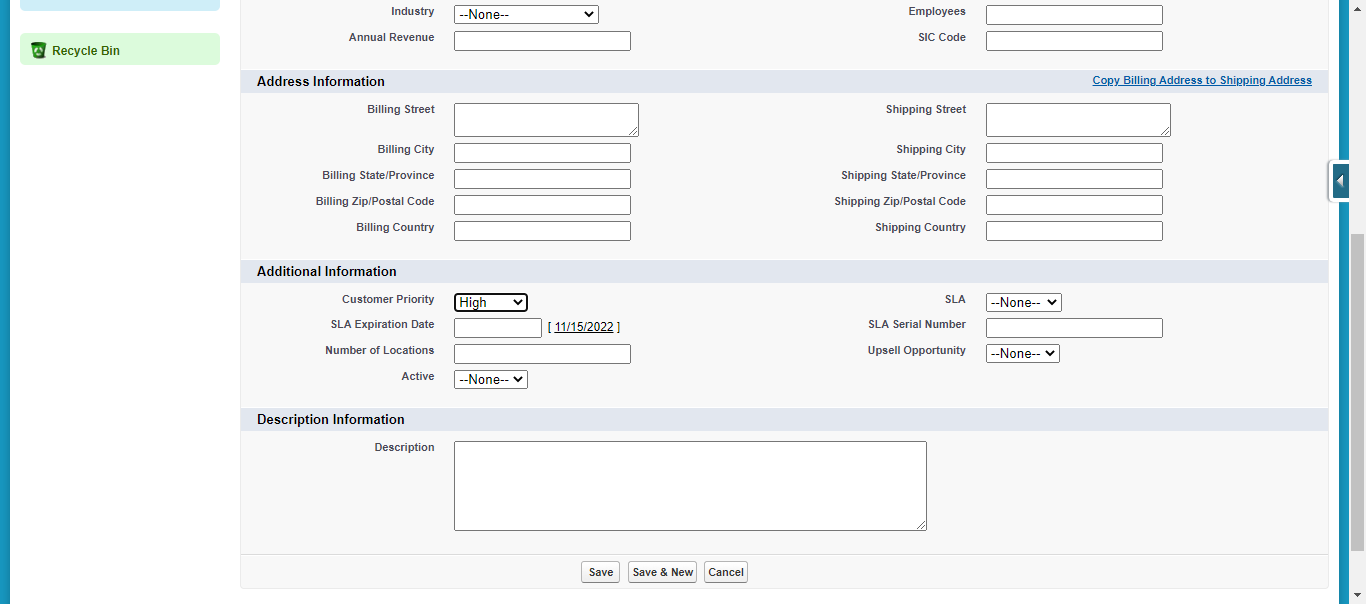 Industry --None-- Employees
Annual Revenue SIC Code
Recycle Bin
Address Information Copy Billing Address to Shipping Address
Billing Street Shipping Street
Billing City Shipping City
Billing State/Province Shipping State/Province
Billing Zip/Postal Code Shipping Zip/Postal Code
Billing Country Shipping Country
Additional Information
Customer Priority High SLA --None--
SLA Expiration Date [ 11/15/2022 ] SLA Serial Number
Number of Locations Upsell Opportunity --None--
Active --None--
Description Information
Description
Save Save & New Cancel